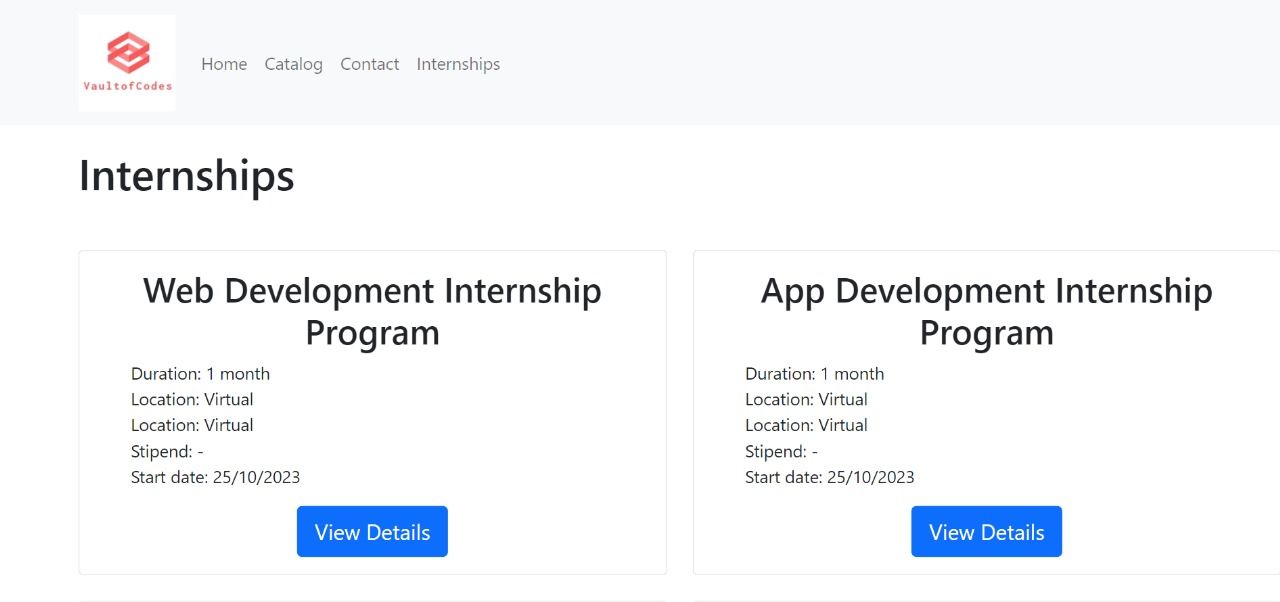 VaultofCodes
Home Catalog Contact Internships
Internships
Web Development Internship
Program
Duration: 1 month
Location: Virtual
Location: Virtual
Stipend: -
Start date: 25/10/2023
View Details
App Development Internship
Program
Duration: 1 month
Location: Virtual
Location: Virtual
Stipend: -
Start date: 25/10/2023
View Details